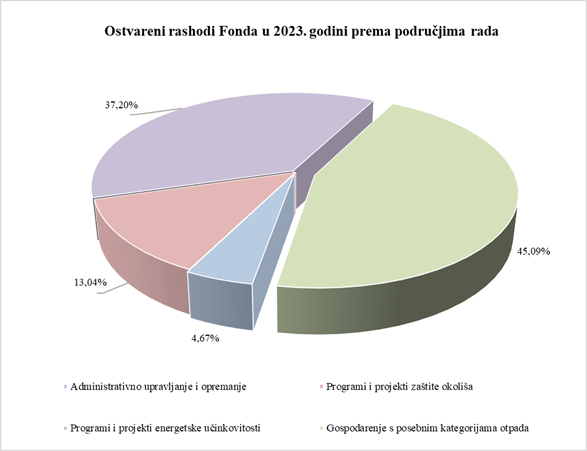 Ostvareni rashodi Fonda u 2023. godini prema područjima rada
37,20%
45,09%
13,04%
4,67%
Administrativno upravljanje i opremanje
Programi i projekti zaštite okoliša
Programi i projekti energetske učinkovitosti
Gospodarenje s posebnim kategorijama otpada